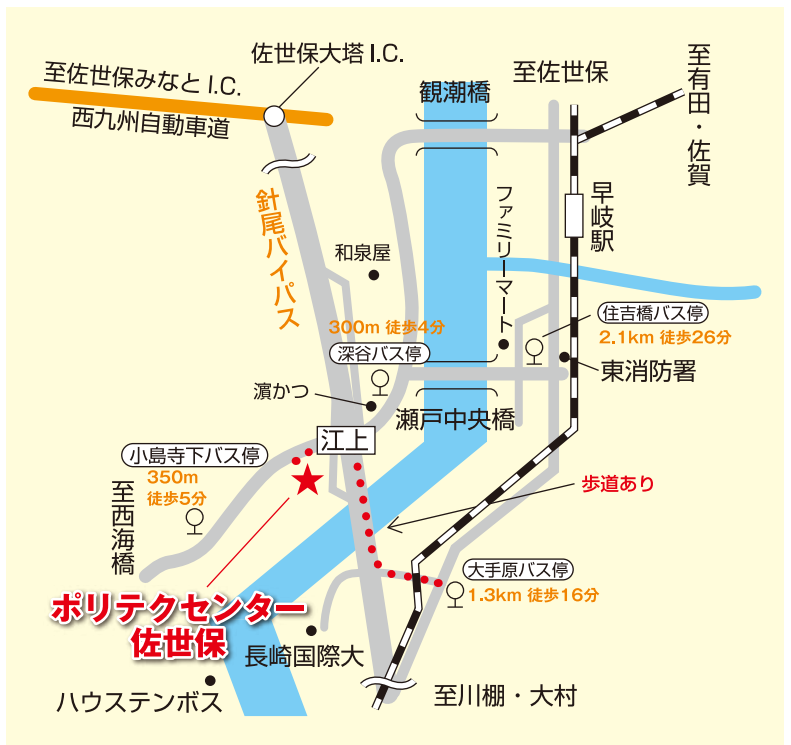 佐世保大塔 I.C.
至佐世保みなと I.C.
西九州自動車道
観潮橋
至佐世保
至有田・佐賀
早岐駅
針尾バイパス
和泉屋
ファミリーマート
住吉橋バス停
2.1km 徒歩26分
300m 徒歩4分
深谷バス停
東消防署
濵かつ
瀬戸中央橋
江上
小島寺下バス停
350m
徒歩5分
至西海橋
歩道あり
大手原バス停
1.3km 徒歩16分
ポリテクセンター
佐世保
長崎国際大
ハウステンボス
至川棚・大村